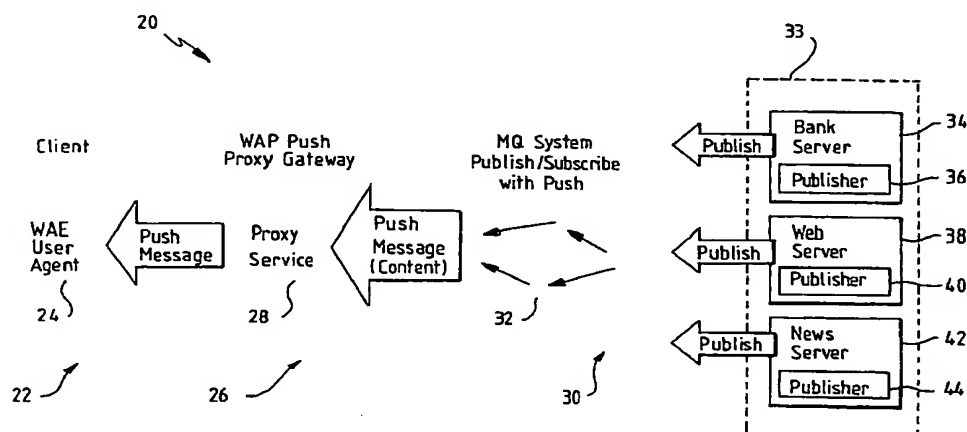 20
33
Client
WAP Push
Proxy Gateway
MQ System
Publish/Subscribe
with Push
WAE
User
Agent
Push
Message
Proxy
Service
Push
Message
(Content)
Publish
Bank
Server
Publisher
34
36
Publish
Web
Server
Publisher
38
40
Publish
News
Server
Publisher
42
44
24
28
32
22
26
30